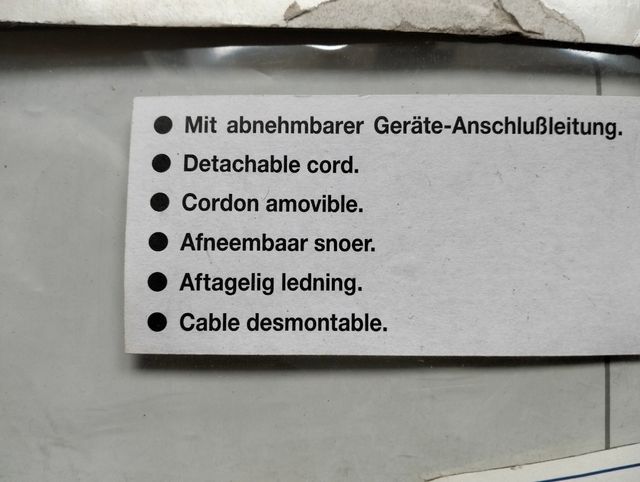 ● Mit abnehmbarer Geräte-Anschlußleitung.
● Detachable cord.
● Cordon amovible.
● Afneembaar snoer.
● Aftagelig ledning.
● Cable desmontable.